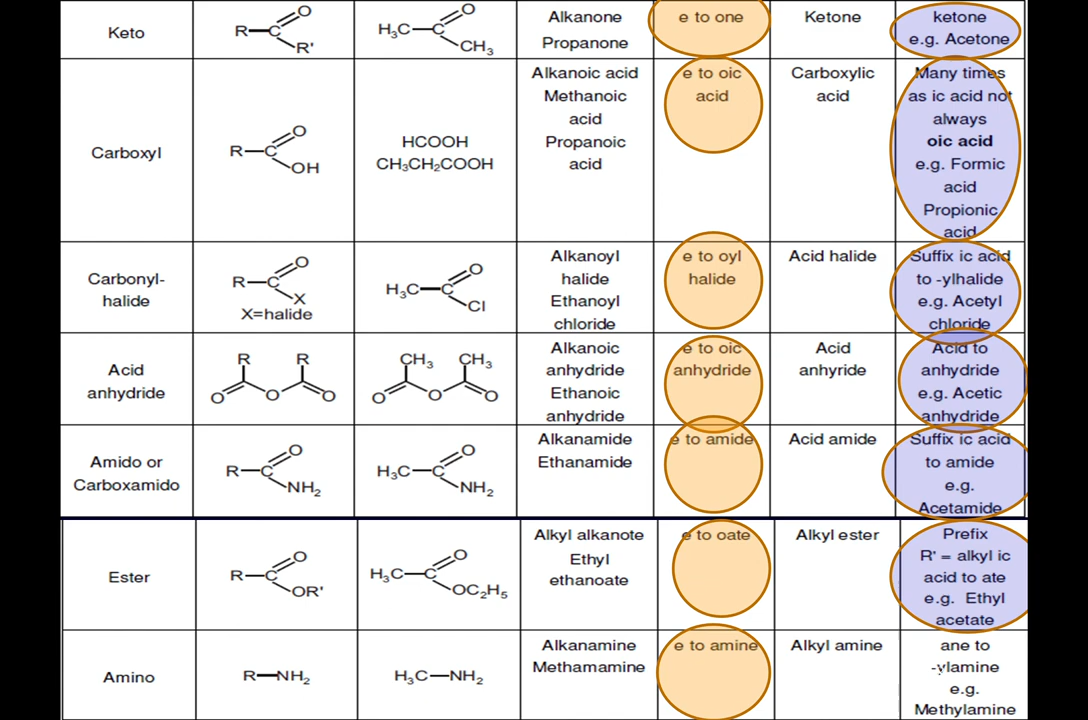 Keto
R—C
O
R'
H₃C—C
O
CH₃
Alkanone
Propanone
e to one
Ketone
ketone
e.g. Acetone
Carboxyl
R—C
O
OH
HCOOH
CH₃CH₂COOH
Alkanoic acid
Methanoic
acid
Propanoic
acid
e to oic
acid
Carboxylic
acid
Many times
as ic acid not
always
oic acid
e.g. Formic
acid
Propionic
acid
Carbonyl-
halide
R—C
O
X
X=halide
H₃C—C
O
Cl
Alkanoyl
halide
Ethanoyl
chloride
e to oyl
halide
Acid halide
Suffix ic acid
to -ylhalide
e.g. Acetyl
chloride
Acid
anhydride
R R
O O O
CH₃ CH₃
O O O
Alkanoic
anhydride
Ethanoic
anhydride
e to oic
anhydride
Acid
anhyride
Acid to
anhydride
e.g. Acetic
anhydride
Amido or
Carboxamido
R—C
O
NH₂
H₃C—C
O
NH₂
Alkanamide
Ethanamide
e to amide
Acid amide
Suffix ic acid
to amide
e.g.
Acetamide
Ester
R—C
O
OR'
H₃C—C
O
OC₂H₅
Alkyl alkanote
Ethyl
ethanoate
e to oate
Alkyl ester
Prefix
R' = alkyl ic
acid to ate
e.g. Ethyl
acetate
Amino
R—NH₂
H₃C—NH₂
Alkanamine
Methamamine
e to amine
Alkyl amine
ane to
-ylamine
e.g.
Methylamine